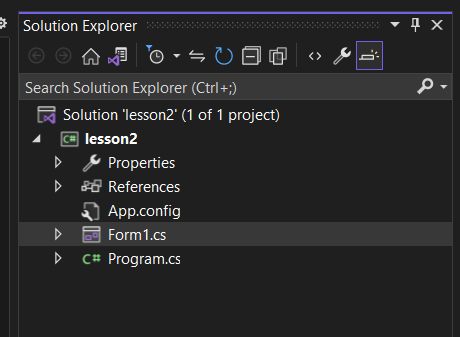 Solution Explorer
Search Solution Explorer (Ctrl+;)
Solution 'lesson2' (1 of 1 project)
C# lesson2
Properties
References
App.config
Form1.cs
C# Program.cs